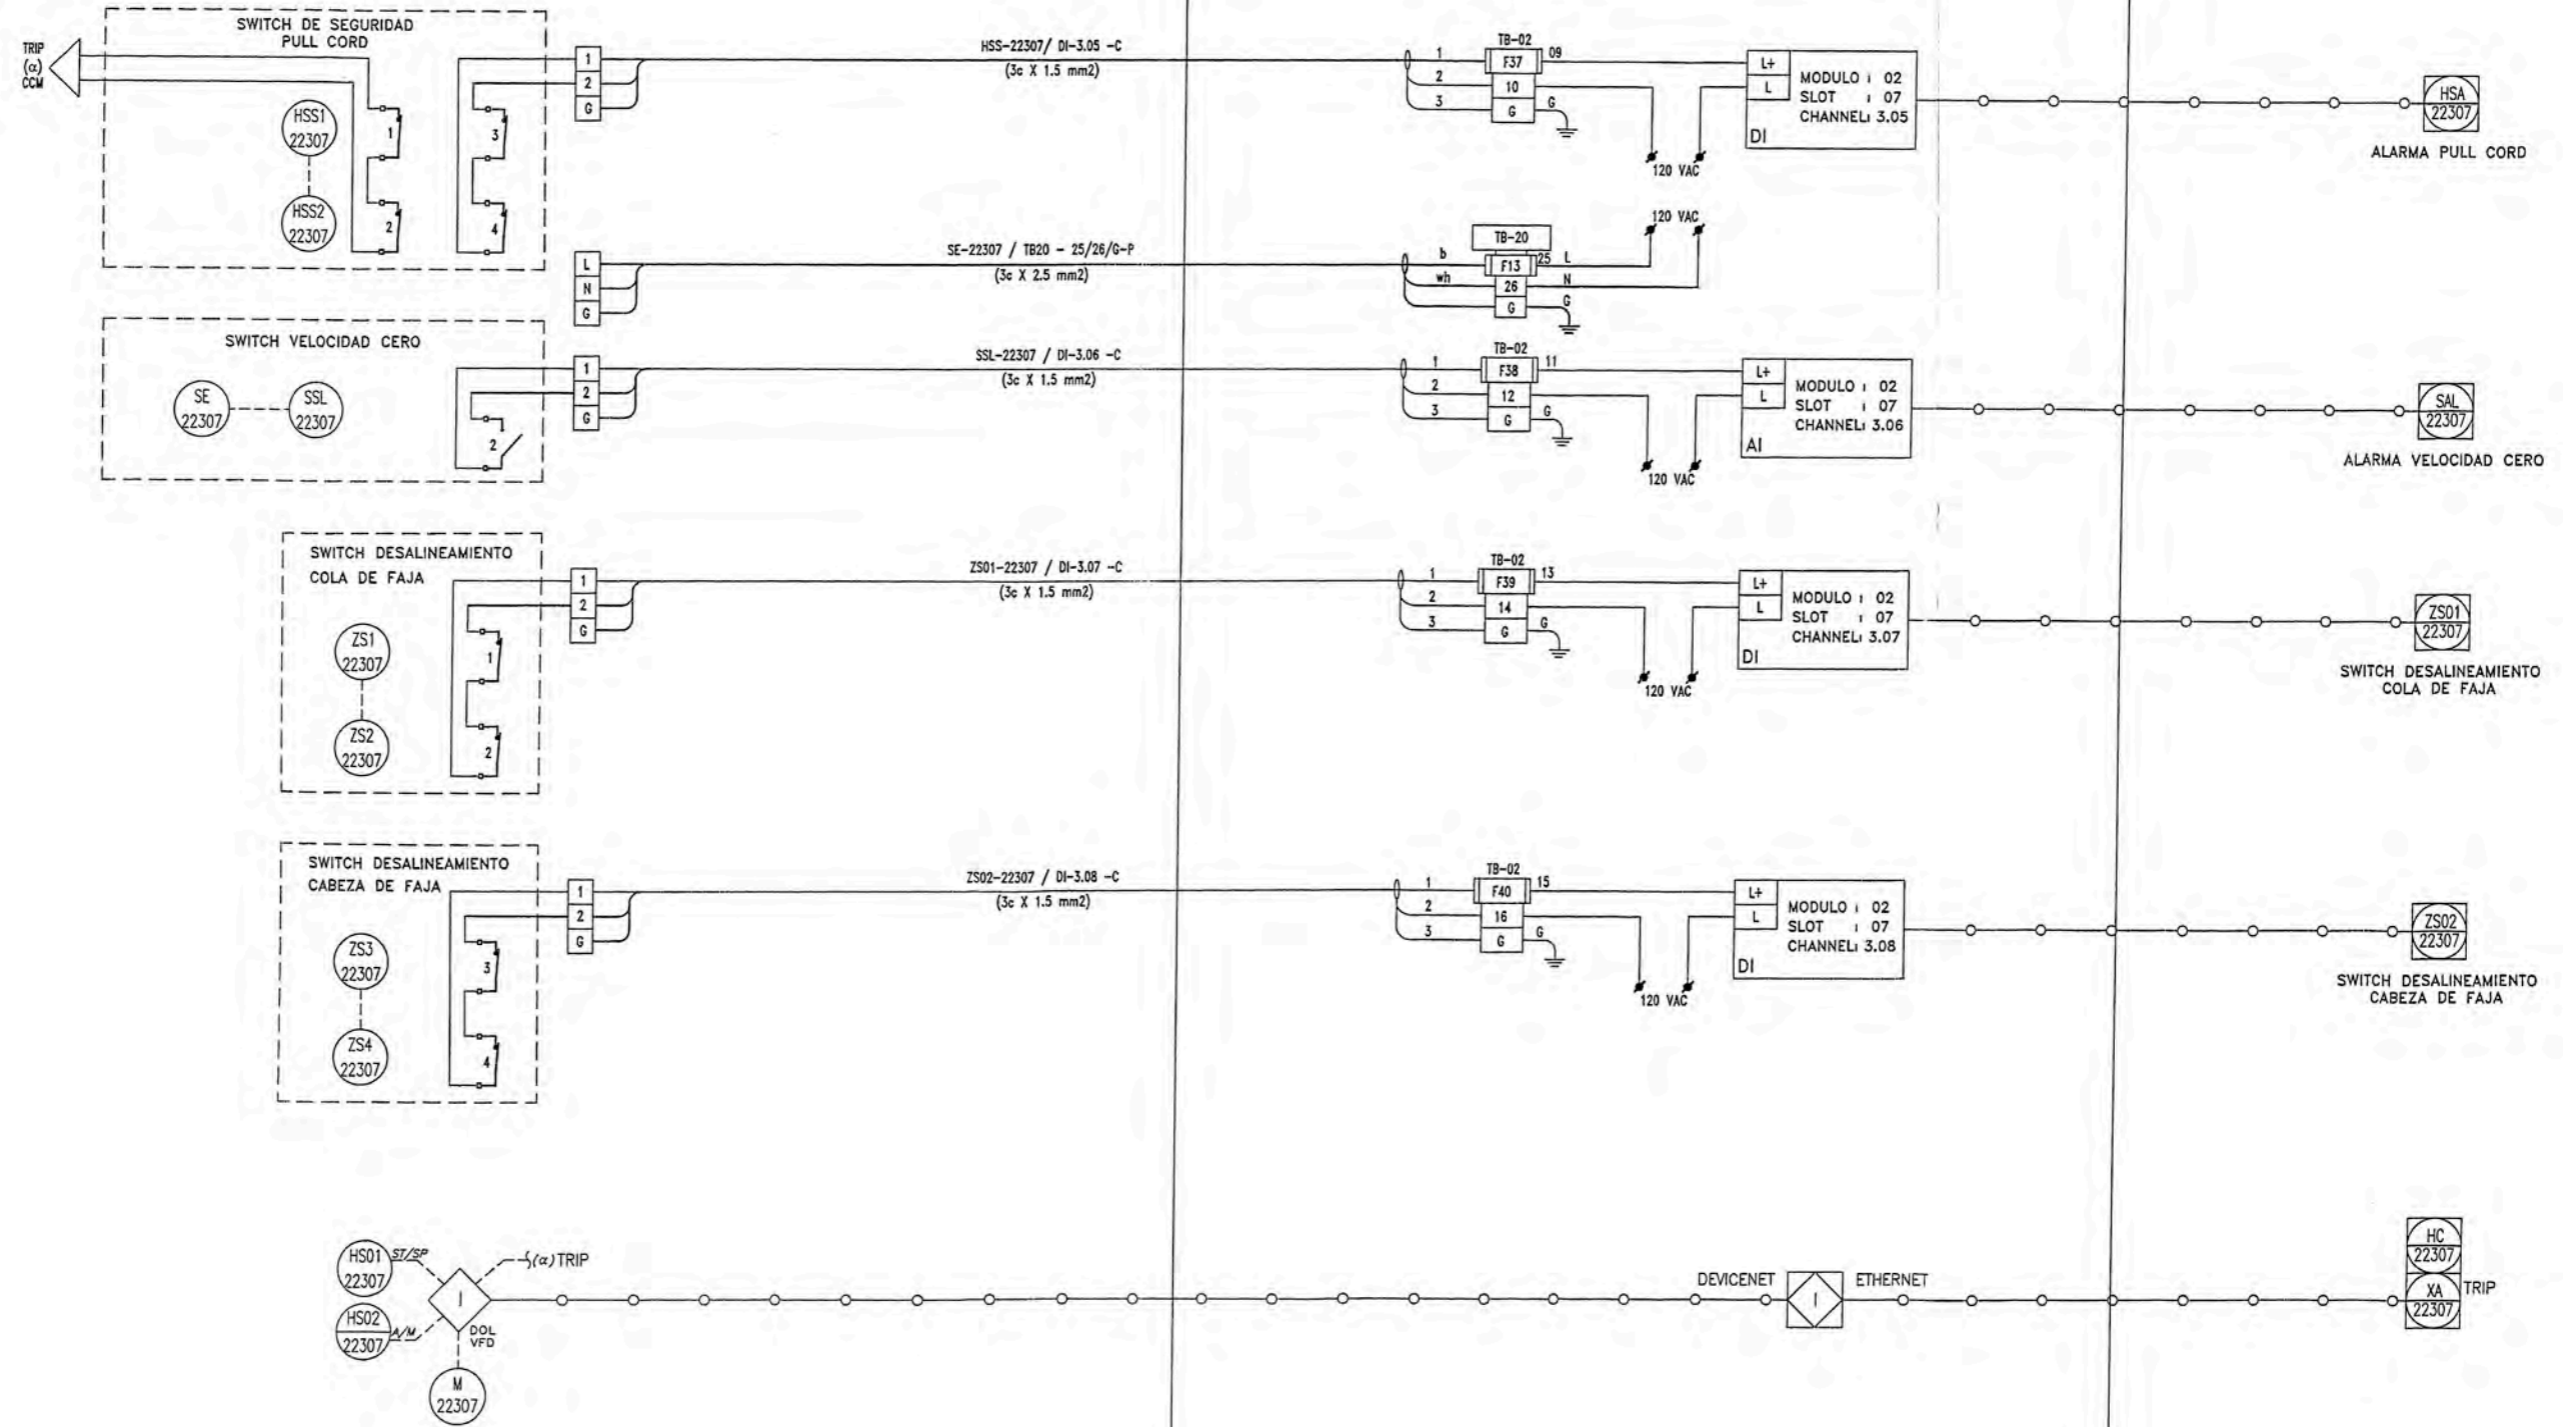 SWITCH DE SEGURIDAD
PULL CORD
TRIP
(α)
CCM
HSS1
22307
HSS2
22307
1
2
3
4
1
2
G
HSS-22307/ DI-3.05 -C
(3c X 1.5 mm2)
1
2
3
TB-02
F37
09
10
G
G
120 VAC
L+
L
MODULO : 02
SLOT : 07
CHANNEL: 3.05
DI
HSA
22307
ALARMA PULL CORD
L
N
G
SE-22307 / TB20 - 25/26/G-P
(3c X 2.5 mm2)
b
wh
TB-20
F13
25
L
26
N
G
G
120 VAC
SWITCH VELOCIDAD CERO
SE
22307
SSL
22307
2
1
2
G
SSL-22307 / DI-3.06 -C
(3c X 1.5 mm2)
1
2
3
TB-02
F38
11
12
G
G
120 VAC
L+
L
MODULO : 02
SLOT : 07
CHANNEL: 3.06
AI
SAL
22307
ALARMA VELOCIDAD CERO
SWITCH DESALINEAMIENTO
COLA DE FAJA
ZS1
22307
ZS2
22307
1
2
1
2
G
ZS01-22307 / DI-3.07 -C
(3c X 1.5 mm2)
1
2
3
TB-02
F39
13
14
G
G
120 VAC
L+
L
MODULO : 02
SLOT : 07
CHANNEL: 3.07
DI
ZS01
22307
SWITCH DESALINEAMIENTO
COLA DE FAJA
SWITCH DESALINEAMIENTO
CABEZA DE FAJA
ZS3
22307
ZS4
22307
3
4
1
2
G
ZS02-22307 / DI-3.08 -C
(3c X 1.5 mm2)
1
2
3
TB-02
F40
15
16
G
G
120 VAC
L+
L
MODULO : 02
SLOT : 07
CHANNEL: 3.08
DI
ZS02
22307
SWITCH DESALINEAMIENTO
CABEZA DE FAJA
HS01
22307
ST/SP
HS02
22307
A/M
I
(α) TRIP
DOL
VFD
M
22307
DEVICENET
I
ETHERNET
HC
22307
XA
22307
TRIP